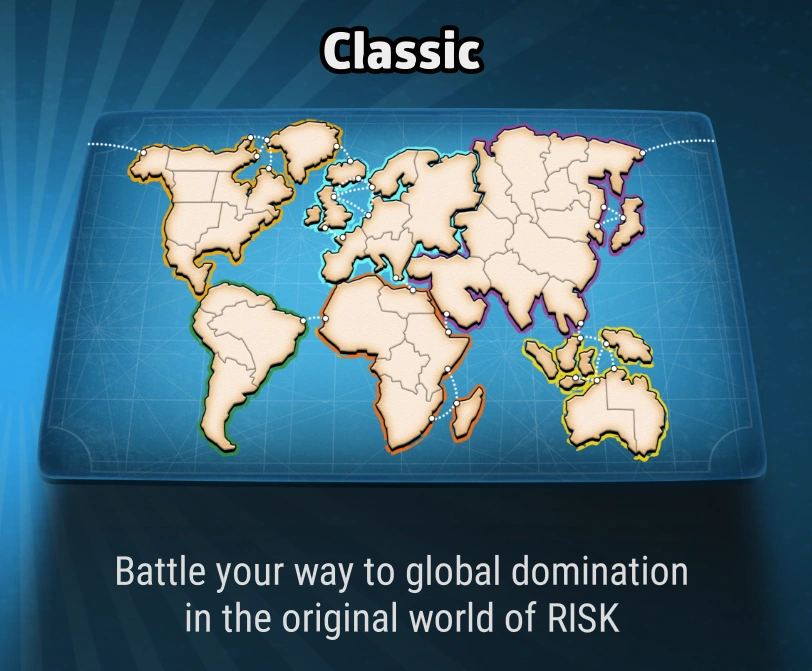 Classic
Battle your way to global domination
in the original world of RISK